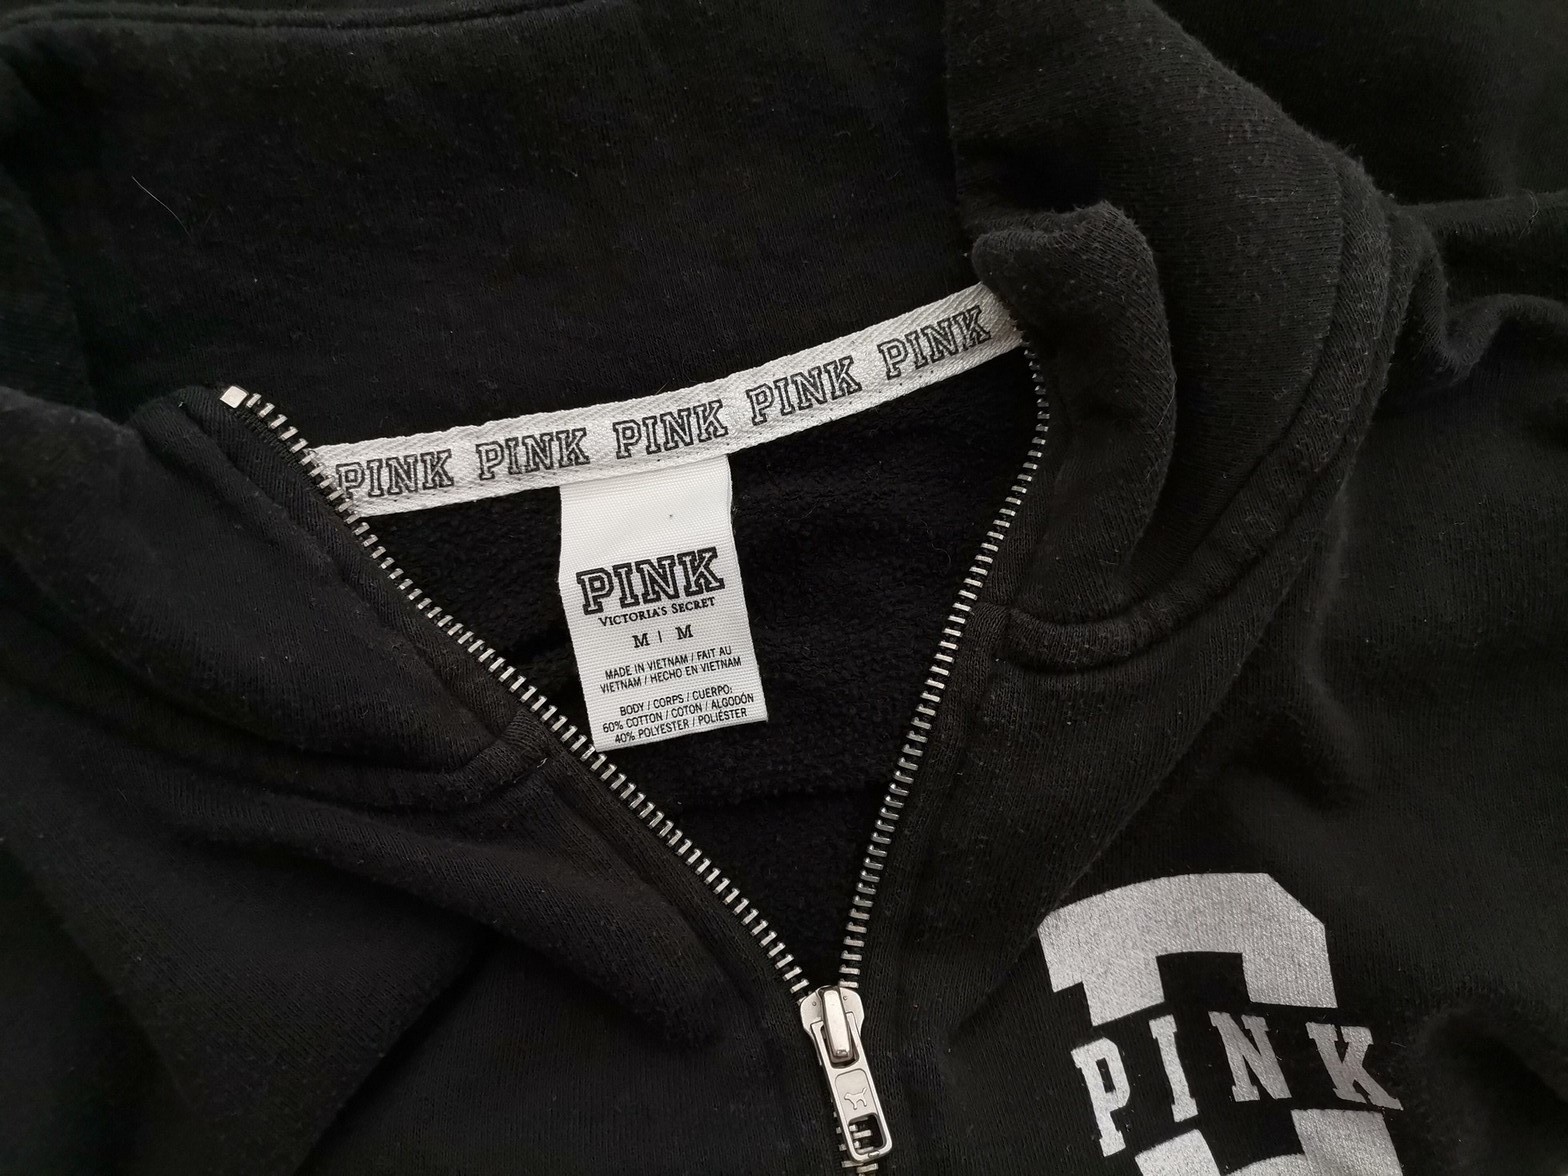 PINK PINK PINK PINK PINK
PINK
VICTORIA'S SECRET
M | M
MADE IN VIETNAM / FAIT AU
VIETNAM / HECHO EN VIETNAM
BODY / CORPS / CUERPO:
60% COTTON / COTON / ALGODÓN
40% POLYESTER / POLIÉSTER
PINK